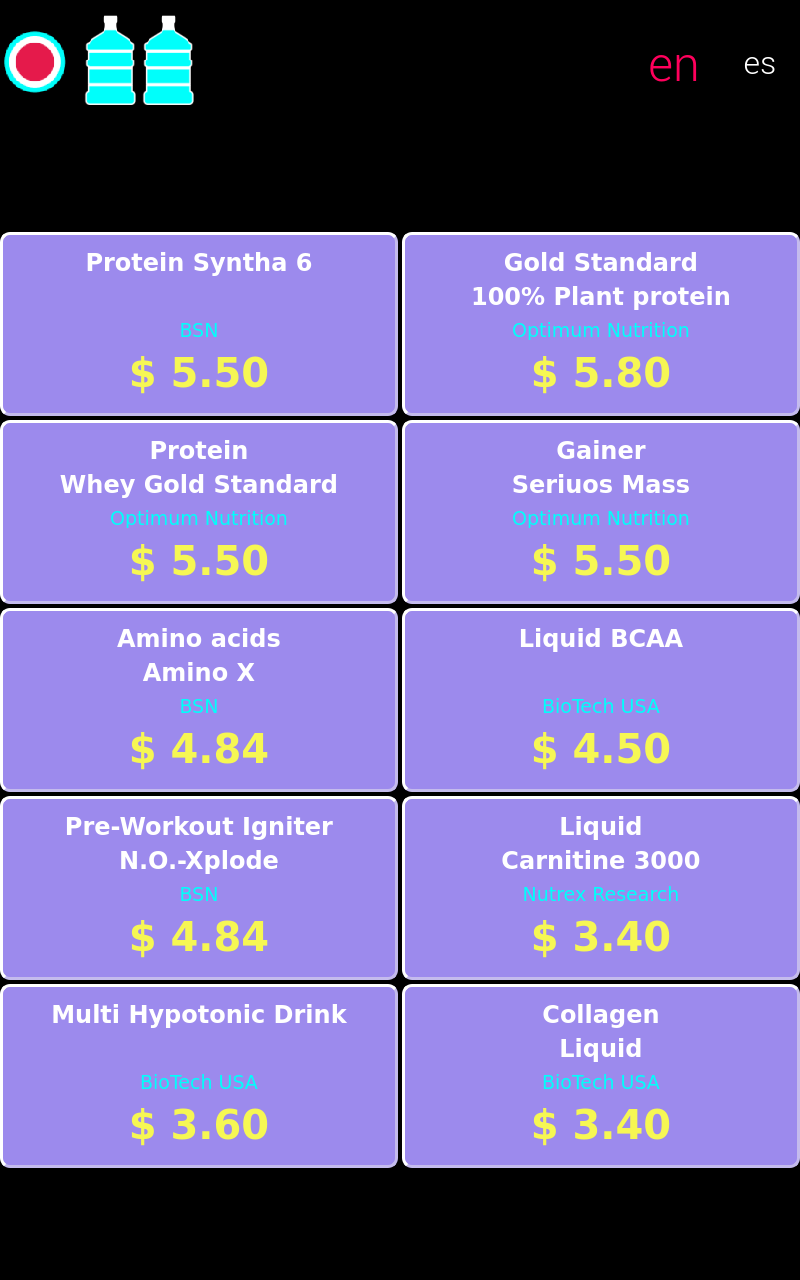 en es
Protein Syntha 6
BSN
$ 5.50
Gold Standard
100% Plant protein
Optimum Nutrition
$ 5.80
Protein
Whey Gold Standard
Optimum Nutrition
$ 5.50
Gainer
Seriuos Mass
Optimum Nutrition
$ 5.50
Amino acids
Amino X
BSN
$ 4.84
Liquid BCAA
BioTech USA
$ 4.50
Pre-Workout Igniter
N.O.-Xplode
BSN
$ 4.84
Liquid
Carnitine 3000
Nutrex Research
$ 3.40
Multi Hypotonic Drink
BioTech USA
$ 3.60
Collagen
Liquid
BioTech USA
$ 3.40